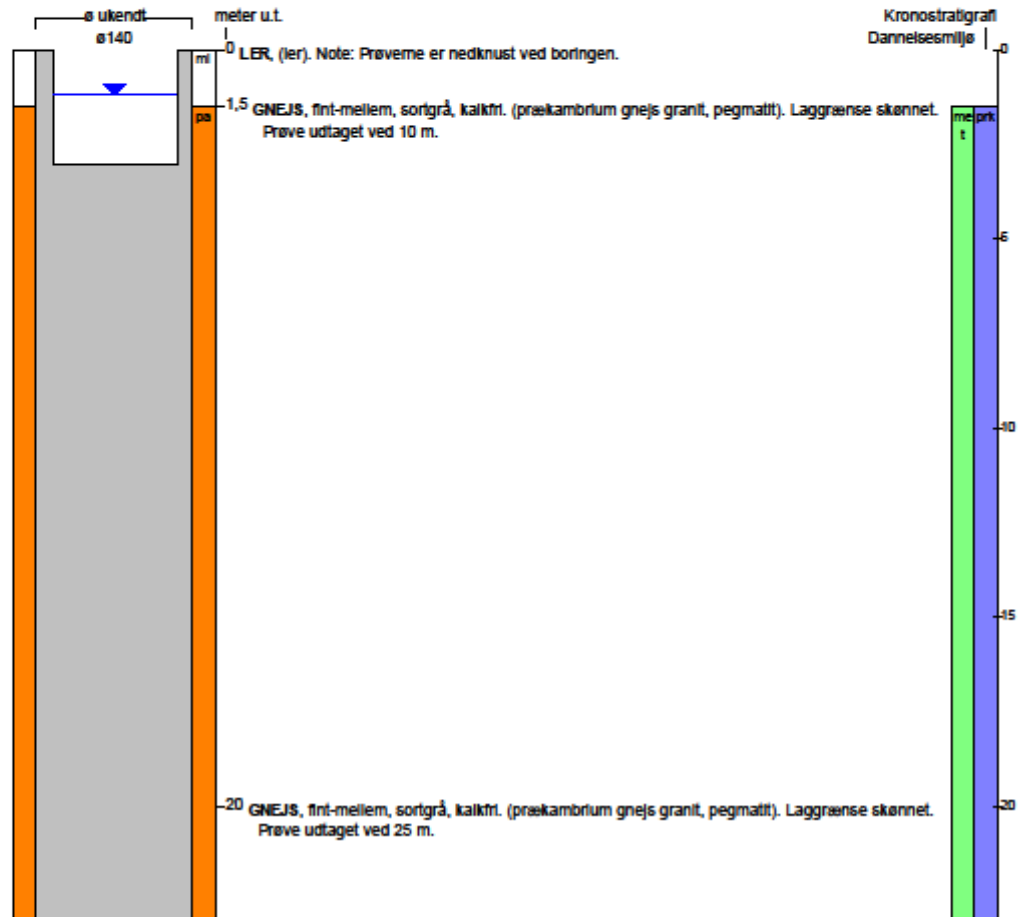 ø ukendt
ø140
meter u.t.
Kronostratigrafi
Dannelsesmiljø
0 LER, (ler). Note: Prøverne er nedknust ved boringen.
ml
0
1,5 GNEJS, fint-mellem, sortgrå, kalkfri. (prækambrium gnejs granit, pegmatit). Laggrænse skønnet.
Prøve udtaget ved 10 m.
pa
me
t
prk
5
10
15
20 GNEJS, fint-mellem, sortgrå, kalkfri. (prækambrium gnejs granit, pegmatit). Laggrænse skønnet.
Prøve udtaget ved 25 m.
20